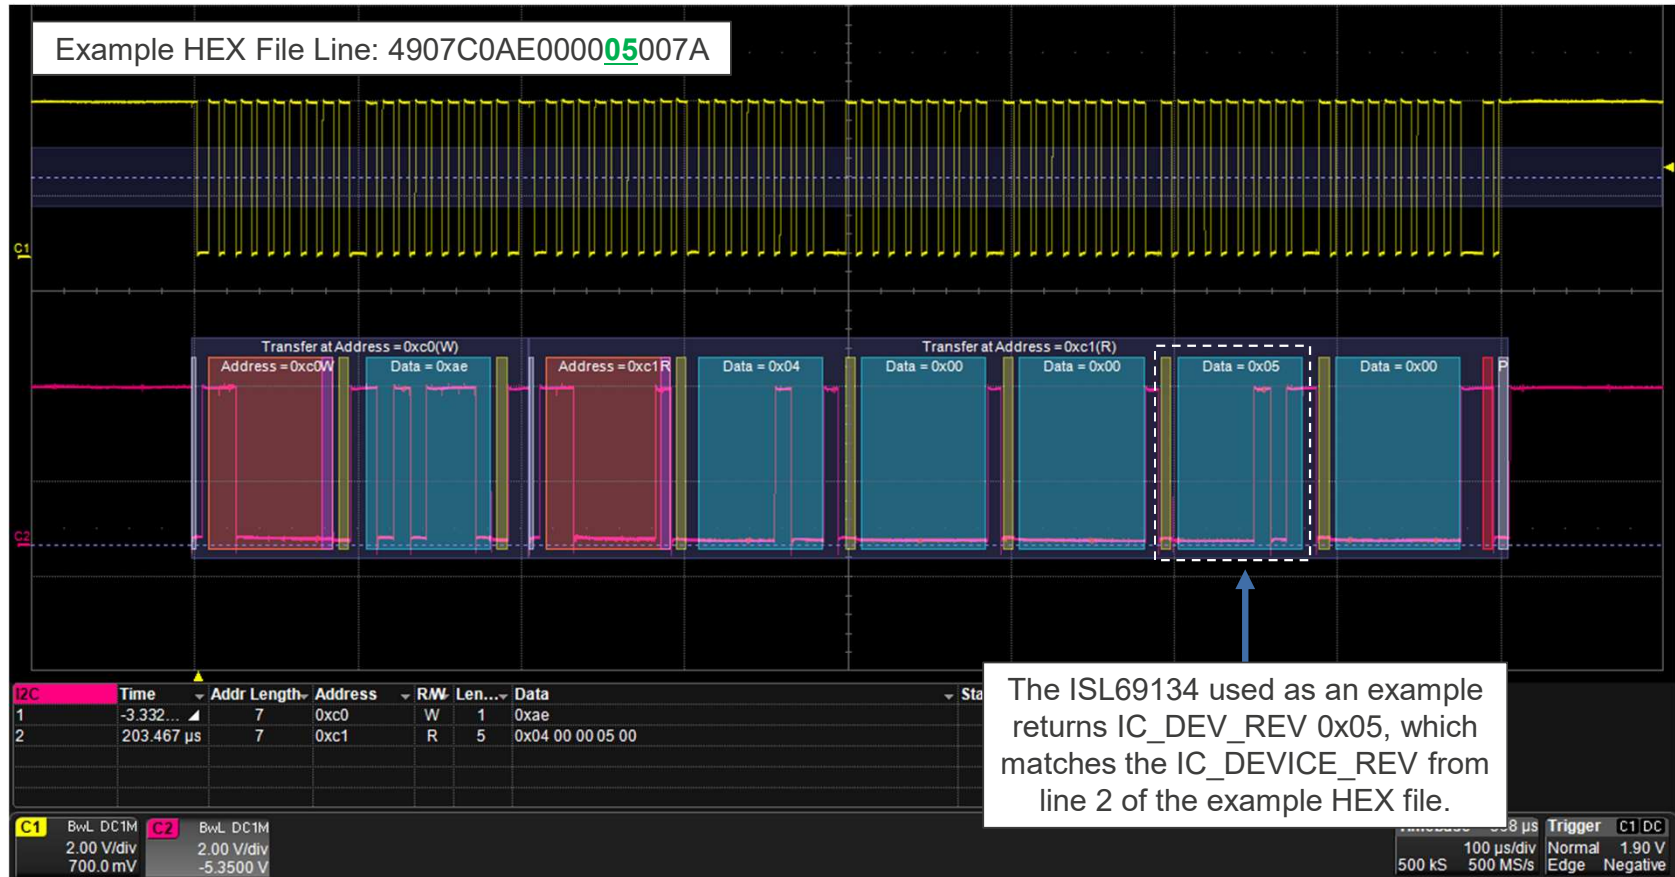 Example HEX File Line: 4907C0AE000005007A
C1
Transfer at Address=0xc0(W)
Transfer at Address=0xc1(R)
Address=0xc0W
Data = 0xae
Address=0xc1R
Data = 0x04
Data = 0x00
Data = 0x00
Data = 0x05
Data = 0x00
P
C2
I2C Time Addr Length Address R/W Len... Data Sta
1 -3.332... 7 0xc0 W 1 0xae
2 203.467 µs 7 0xc1 R 5 0x04 00 00 05 00
The ISL69134 used as an example
returns IC_DEV_REV 0x05, which
matches the IC_DEVICE_REV from
line 2 of the example HEX file.
C1 BwL DC1M
2.00 V/div
700.0 mV
C2 BwL DC1M
2.00 V/div
-5.3500 V
8 µs
100 µs/div
500 kS 500 MS/s
Trigger C1 DC
Normal 1.90 V
Edge Negative